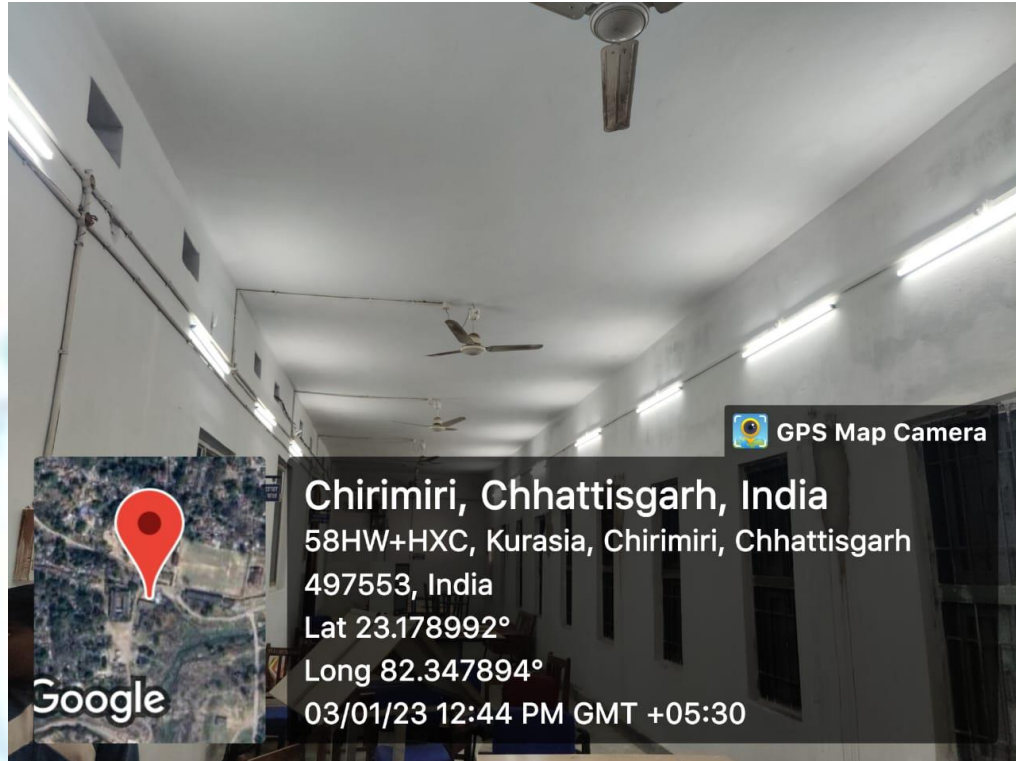 GPS Map Camera
Chirimiri, Chhattisgarh, India
58HW+HXC, Kurasia, Chirimiri, Chhattisgarh
497553, India
Lat 23.178992°
Long 82.347894°
03/01/23 12:44 PM GMT +05:30
Google